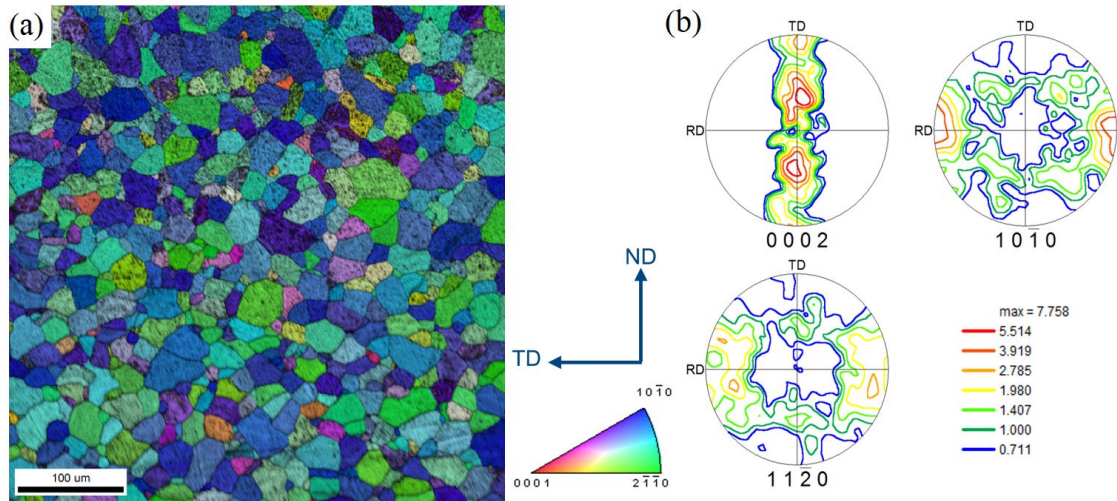 (a)
100 um
ND
TD
1 0 1̅ 0
0 0 0 1
2 1̅ 1̅ 0
(b)
TD
RD
0 0 0 2
TD
RD
1 0 1̅ 0
TD
RD
1 1 2̅ 0
max = 7.758
5.514
3.919
2.785
1.980
1.407
1.000
0.711